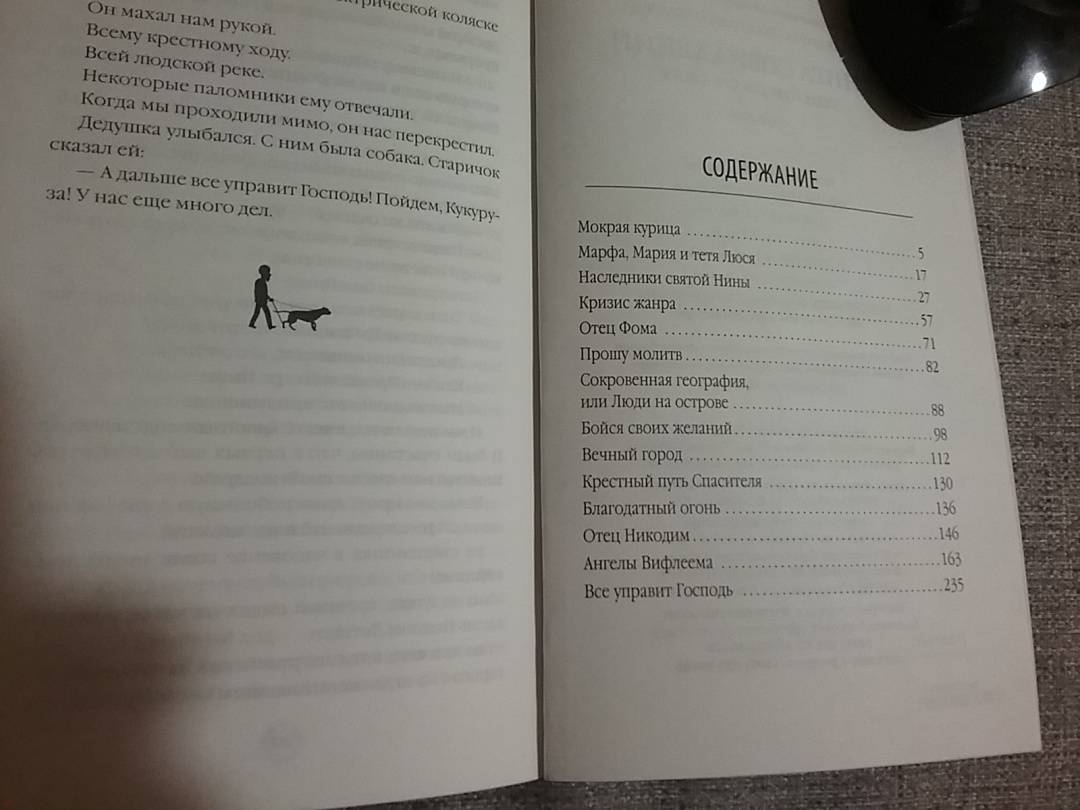 коляске
Он махал нам рукой.
Всему крестному ходу.
Всей людской реке.
Некоторые паломники ему отвечали.
Когда мы проходили мимо, он нас перекрестил.
Дедушка улыбался. С ним была собака. Старичок
сказал ей:
— А дальше все управит Господь! Пойдем, Кукуру-
за! У нас еще много дел.
СОДЕРЖАНИЕ
Мокрая курица ........................................ 5
Марфа, Мария и тетя Люся ........................... 17
Наследники святой Нины ............................ 27
Кризис жанра ........................................ 57
Отец Фома ........................................... 71
Прошу молитв ........................................ 82
Сокровенная география,
или Люди на острове ................................ 88
Бойся своих желаний ................................ 98
Вечный город ........................................ 112
Крестный путь Спасителя ............................ 130
Благодатный огонь ................................... 136
Отец Никодим ........................................ 146
Ангелы Вифлеема .................................... 163
Все управит Господь ................................. 235